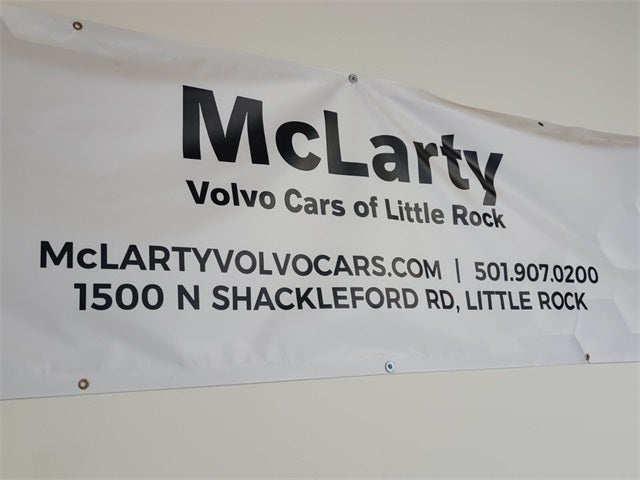 McLarty
Volvo Cars of Little Rock
McLARTYVOLVOCARS.COM | 501.907.0200
1500 N SHACKLEFORD RD, LITTLE ROCK